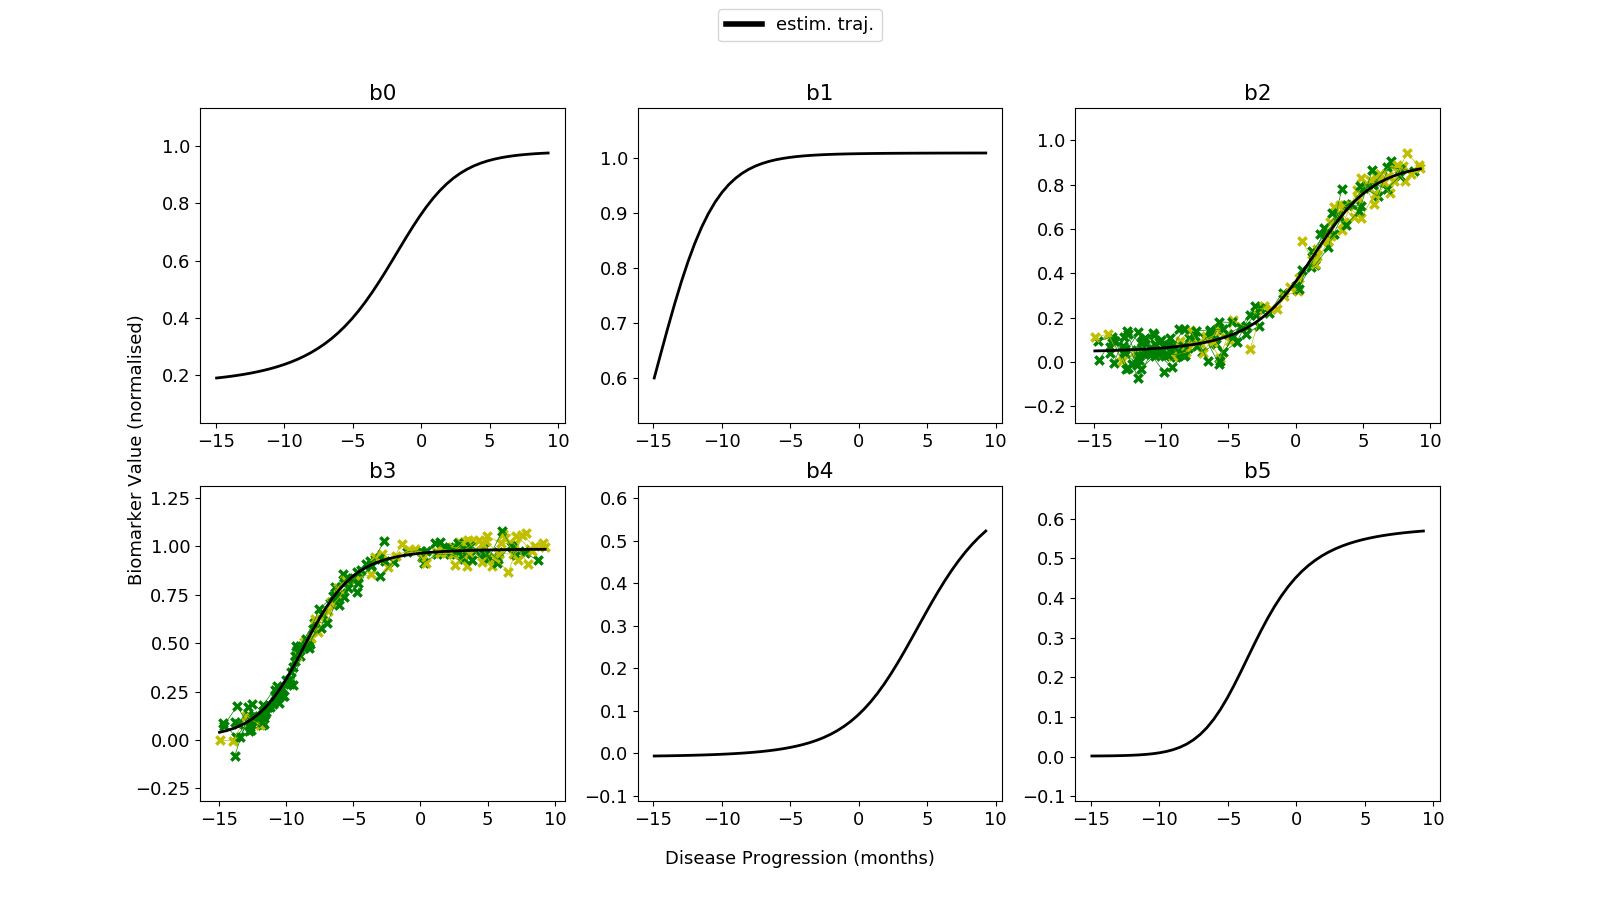 estim. traj.
b0
b1
b2
1.0
0.8
0.6
0.4
0.2
−15 −10 −5 0 5 10
1.0
0.9
0.8
0.7
0.6
−15 −10 −5 0 5 10
1.0
0.8
0.6
0.4
0.2
0.0
−0.2
−15 −10 −5 0 5 10
Biomarker Value (normalised)
b3
b4
b5
1.25
1.00
0.75
0.50
0.25
0.00
−0.25
−15 −10 −5 0 5 10
0.6
0.5
0.4
0.3
0.2
0.1
0.0
−0.1
−15 −10 −5 0 5 10
0.6
0.5
0.4
0.3
0.2
0.1
0.0
−0.1
−15 −10 −5 0 5 10
Disease Progression (months)